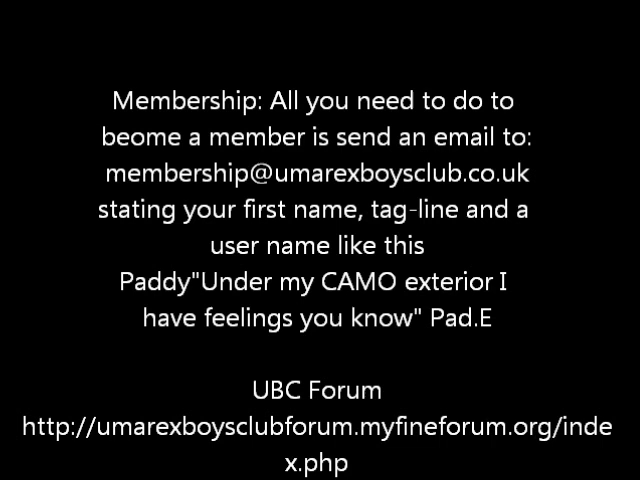 Membership: All you need to do to
beome a member is send an email to:
membership@umarexboysclub.co.uk
stating your first name, tag-line and a
user name like this
Paddy"Under my CAMO exterior I
have feelings you know" Pad.E
UBC Forum
http://umarexboysclubforum.myfineforum.org/inde
x.php